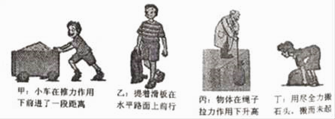 甲：小车在推力作用
下前进了一段距离
乙：提着滑板在
水平路面上前行
丙：物体在绳子
拉力作用下升高
丁：用尽全力搬
石头，搬而未起